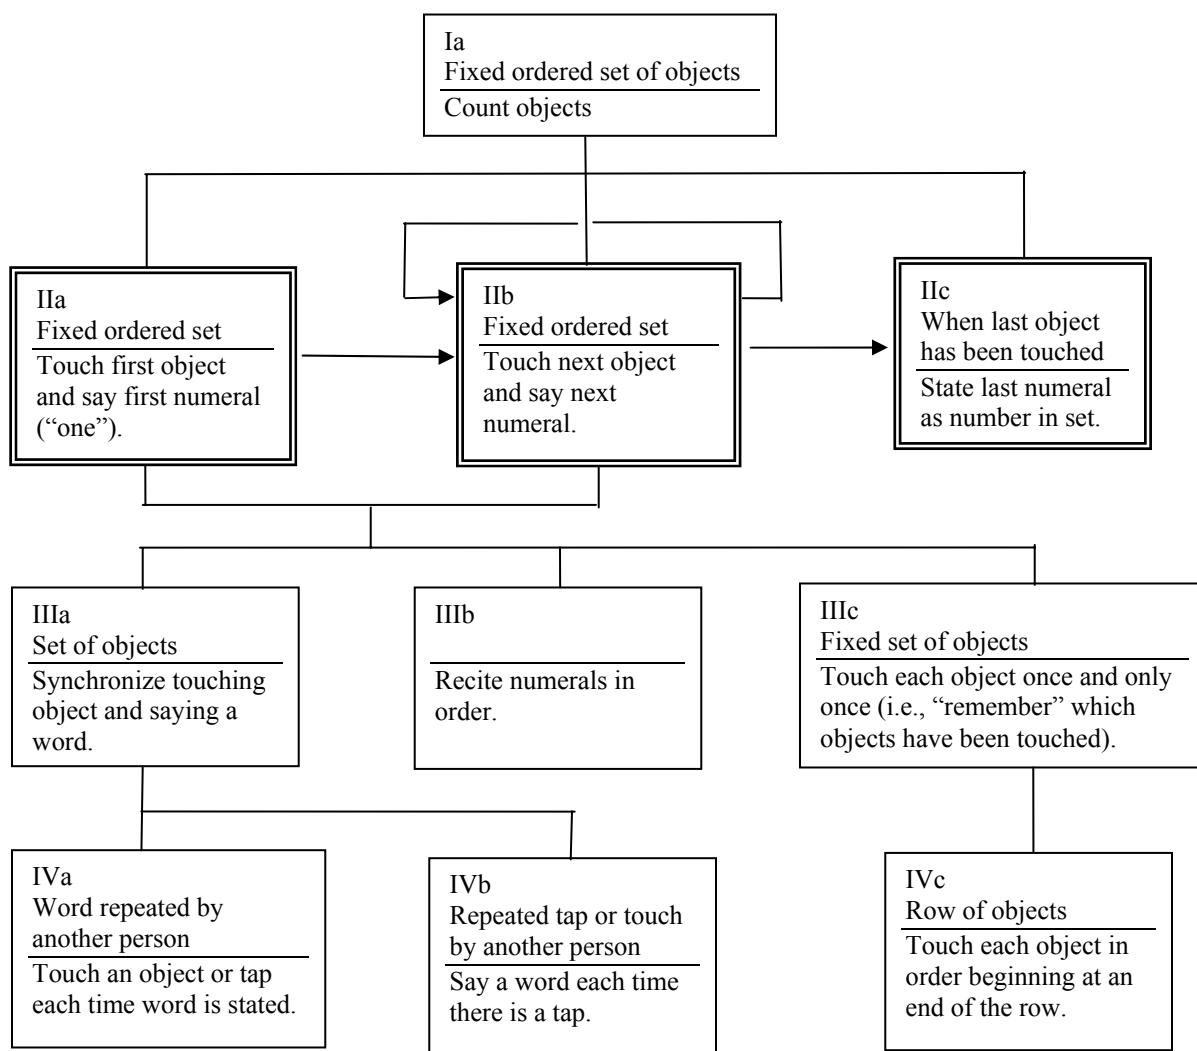 Ia
Fixed ordered set of objects
Count objects
IIa
Fixed ordered set
Touch first object
and say first numeral
(“one”).
IIb
Fixed ordered set
Touch next object
and say next
numeral.
IIc
When last object
has been touched
State last numeral
as number in set.
IIIa
Set of objects
Synchronize touching
object and saying a
word.
IIIb
Recite numerals in
order.
IIIc
Fixed set of objects
Touch each object once and only
once (i.e., “remember” which
objects have been touched).
IVa
Word repeated by
another person
Touch an object or tap
each time word is stated.
IVb
Repeated tap or touch
by another person
Say a word each time
there is a tap.
IVc
Row of objects
Touch each object in
order beginning at an
end of the row.